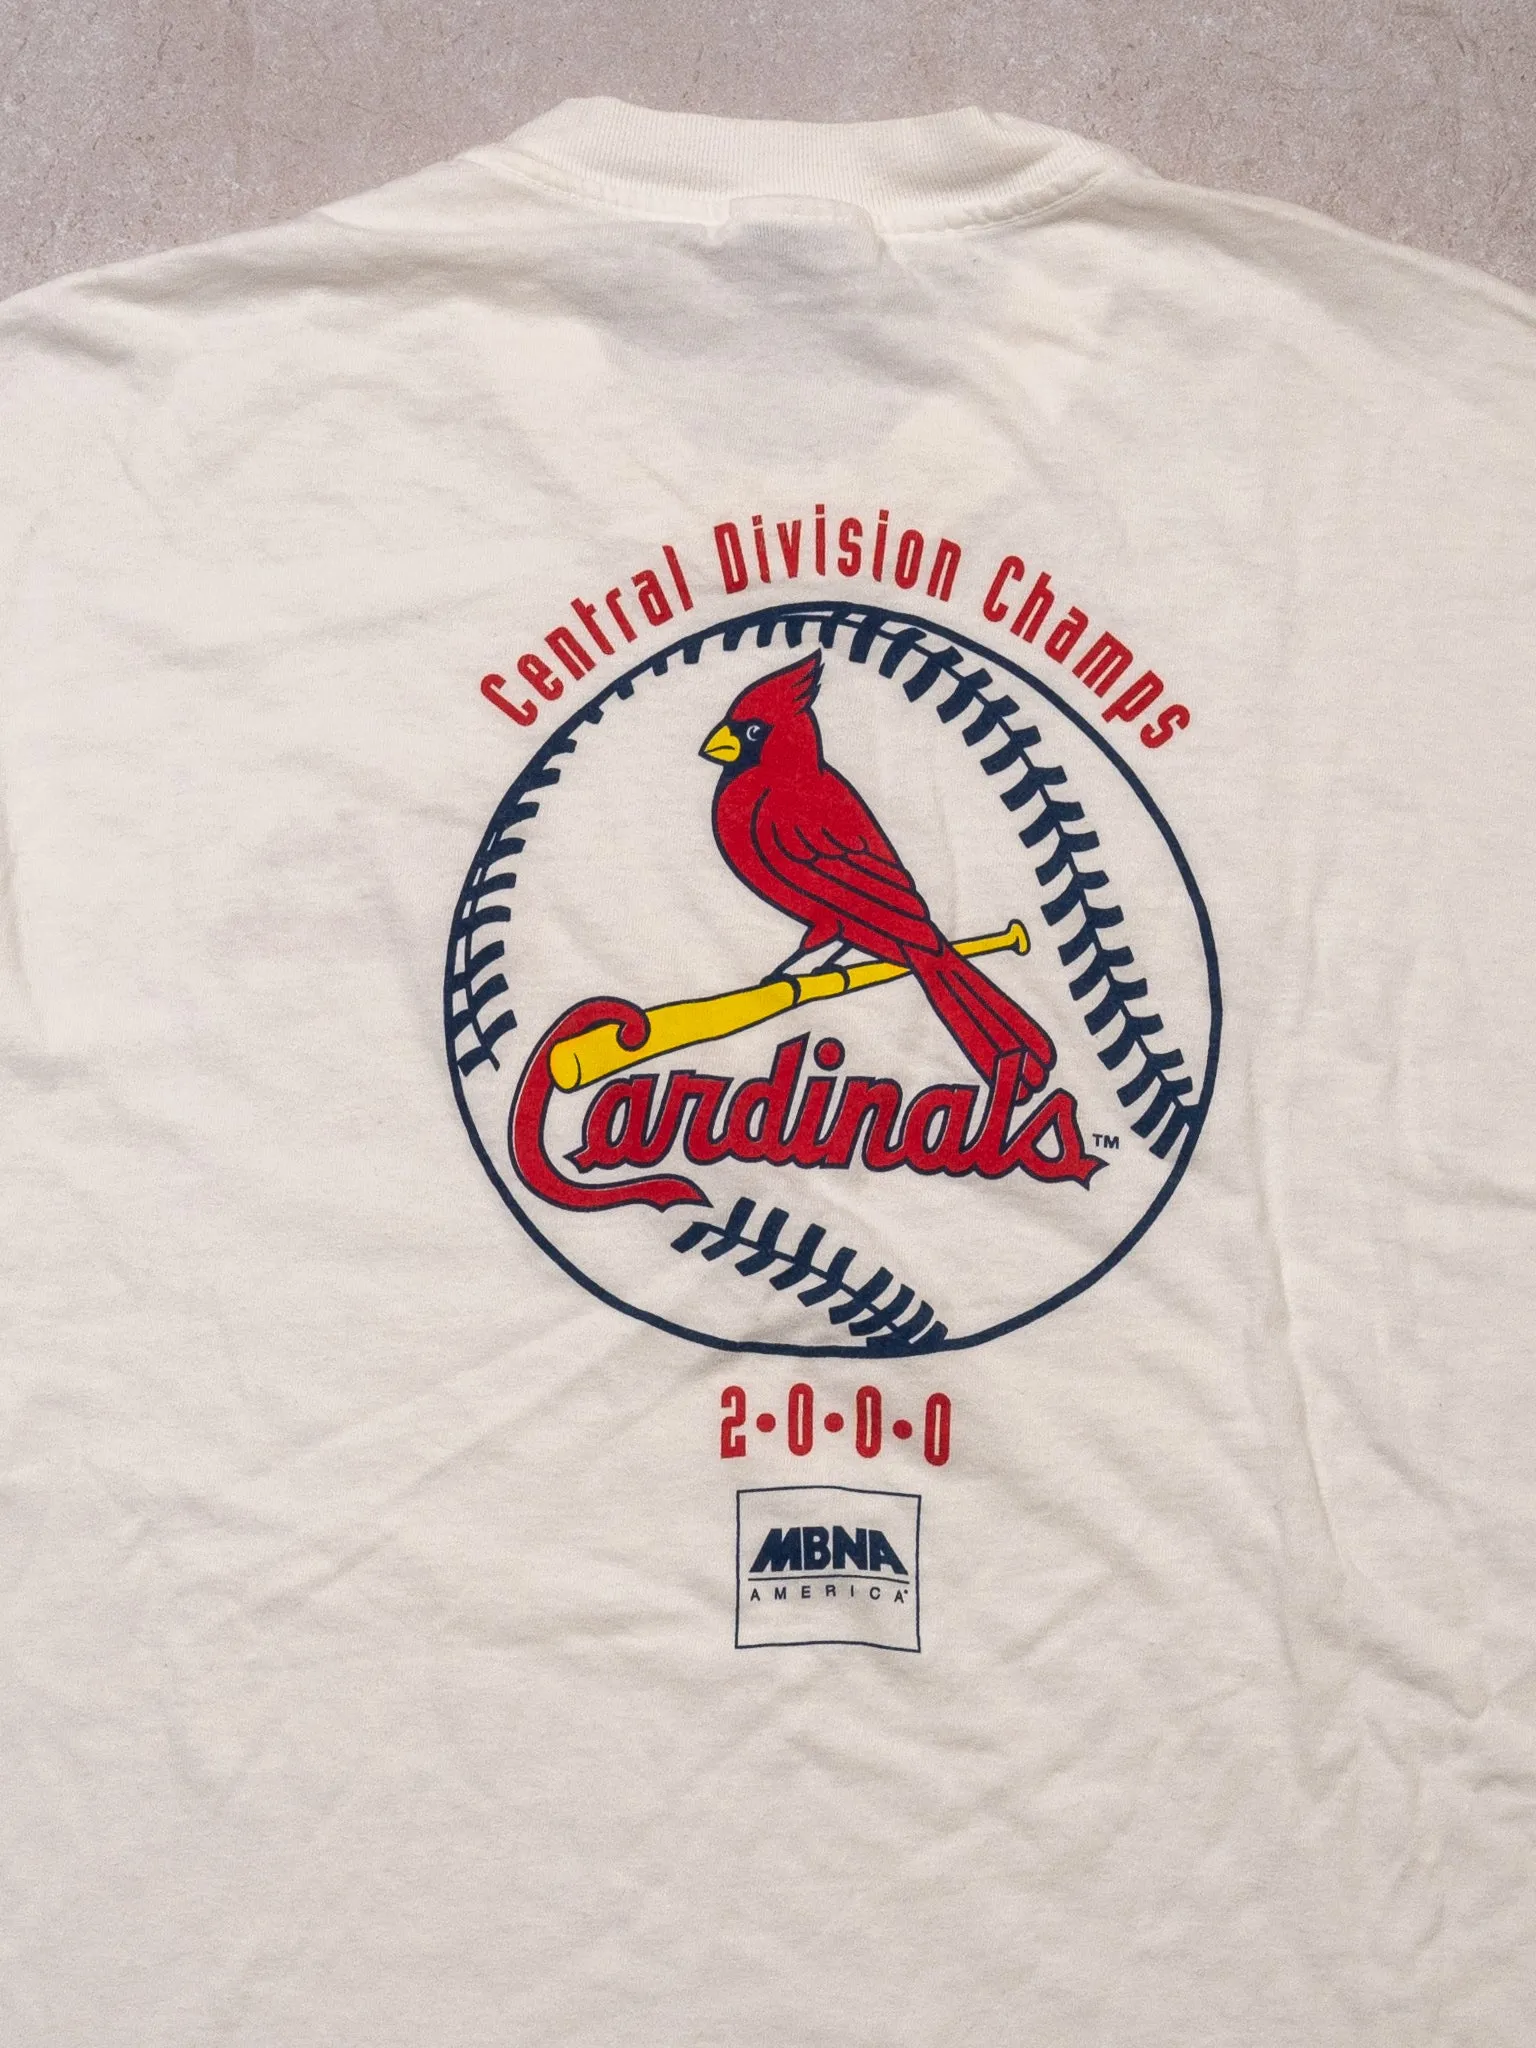 Central Division Champs
Cardinals™
2•0•0•0
MBNA
AMERICA®